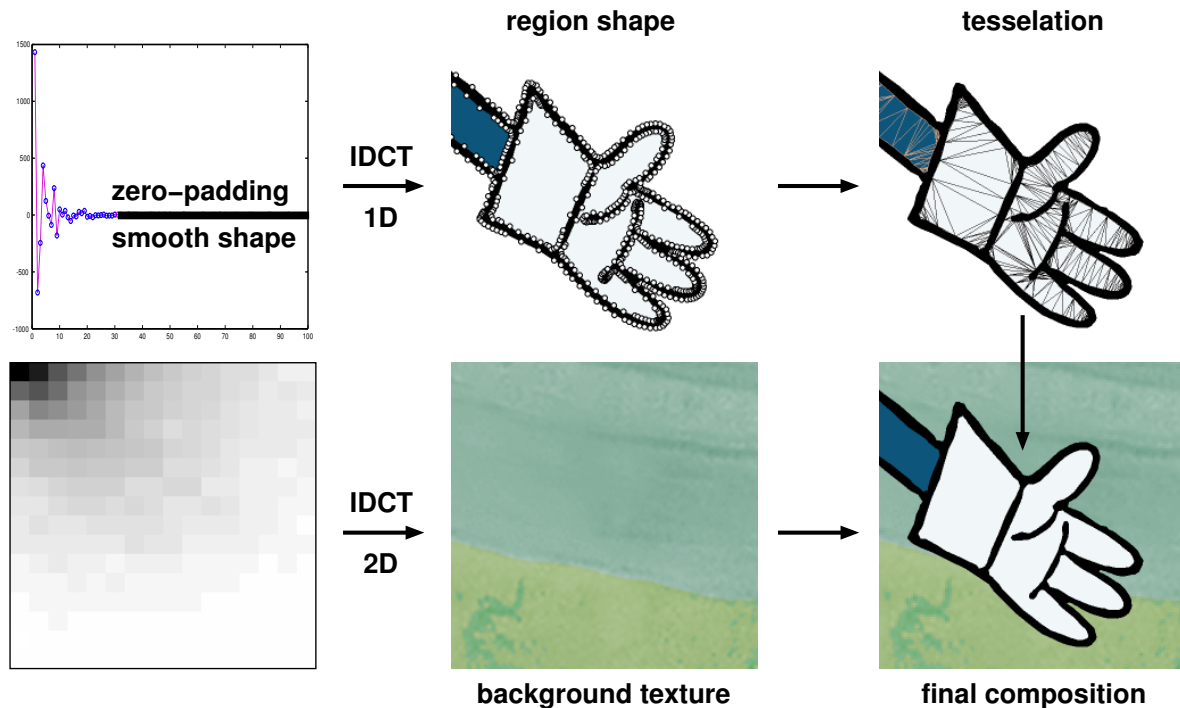 region shape
tesselation
1500
1000
500
0
−500
−1000
0 10 20 30 40 50 60 70 80 90 100
zero−padding
smooth shape
IDCT
1D
IDCT
2D
background texture
final composition